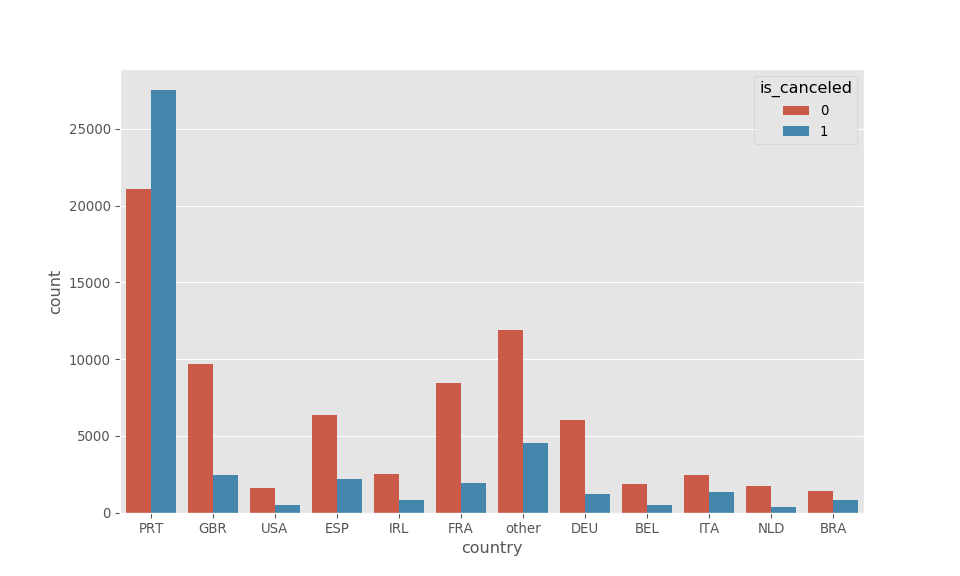 is_canceled
0
1
25000
20000
15000
10000
5000
0
count
PRT GBR USA ESP IRL FRA other DEU BEL ITA NLD BRA
country